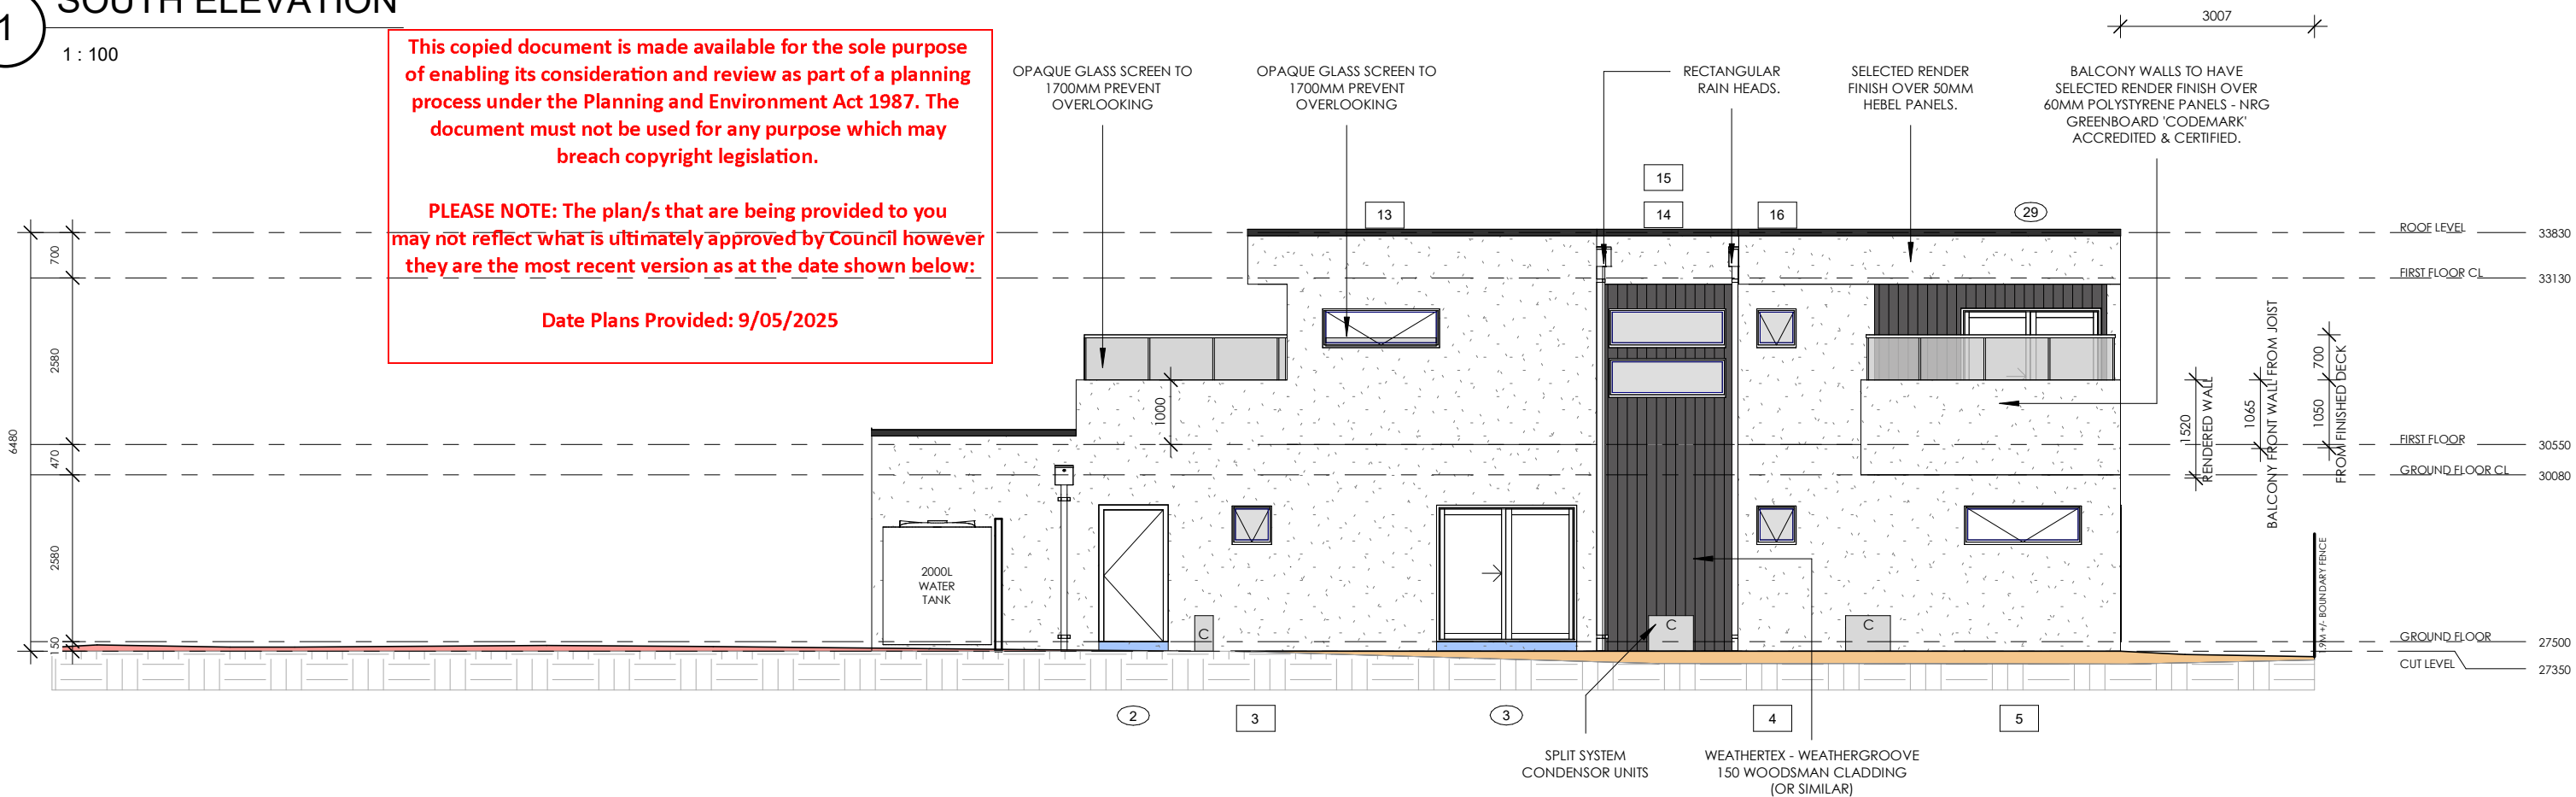 1
SOUTH ELEVATION
1 : 100
This copied document is made available for the sole purpose
of enabling its consideration and review as part of a planning
process under the Planning and Environment Act 1987. The
document must not be used for any purpose which may
breach copyright legislation.
PLEASE NOTE: The plan/s that are being provided to you
may not reflect what is ultimately approved by Council however
they are the most recent version as at the date shown below:
Date Plans Provided: 9/05/2025
OPAQUE GLASS SCREEN TO
1700MM PREVENT
OVERLOOKING
OPAQUE GLASS SCREEN TO
1700MM PREVENT
OVERLOOKING
RECTANGULAR
RAIN HEADS.
SELECTED RENDER
FINISH OVER 50MM
HEBEL PANELS.
BALCONY WALLS TO HAVE
SELECTED RENDER FINISH OVER
60MM POLYSTYRENE PANELS - NRG
GREENBOARD 'CODEMARK'
ACCREDITED & CERTIFIED.
3007
13
15
14
16
29
700
2580
470
2580
150
6480
1000
2000L
WATER
TANK
C
C
C
1520
RENDERED WALL
1065
BALCONY FRONT WALL FROM JOIST
700
1050
FROM FINISHED DECK
ROOF LEVEL 33830
FIRST FLOOR CL 33130
FIRST FLOOR 30550
GROUND FLOOR CL 30080
GROUND FLOOR 27500
CUT LEVEL 27350
1.9M +/- BOUNDARY FENCE
2
3
3
4
5
SPLIT SYSTEM
CONDENSOR UNITS
WEATHERTEX - WEATHERGROOVE
150 WOODSMAN CLADDING
(OR SIMILAR)